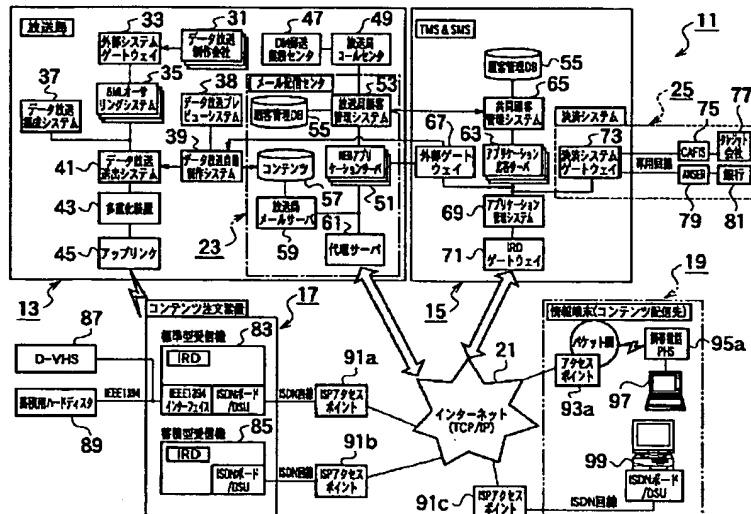 放送局
33
31
47
49
TMS & SMS
11
外部システム
ゲートウェイ
データ放送
制作会社
DM郵送
業務センタ
放送局
コールセンタ
顧客管理DB
55
37
35
38
メール配信センタ
53
65
決済システム
25
75
77
データ放送
編成システム
BMLオーサ
リングシステム
データ放送プレ
ビューシステム
顧客管理DB
放送局顧客
管理システム
共同顧客
管理システム
55
67
63
73
CAFIS
クレジット
会社
41
39
データ放送
送出システム
データ放送自動
制作システム
コンテンツ
WEBアプリ
ケーションサーバ
外部ゲート
ウェイ
アプリケーション
配信サーバ
決済システム
ゲートウェイ
専用回線
ANSER
銀行
43
多重化装置
57
51
69
アプリケーション
管理システム
79
81
放送局
メールサーバ
61
45
アップリンク
23
59
代理サーバ
71
IRD
ゲートウェイ
13
15
19
コンテンツ注文装置
17
情報端末(コンテンツ配信先)
87
標準型受信機
83
21
パケット網
携帯電話
PHS
95a
D-VHS
IRD
91a
アクセス
ポイント
蓄積用ハードディスク
IEEE1394
IEEE1394
インターフェイス
ISDNボード
/DSU
ISDN回線
ISPアクセス
ポイント
インターネット
(TCP/IP)
93a
97
89
蓄積型受信機
85
91b
99
IRD
ISDNボード
/DSU
ISDN回線
ISPアクセス
ポイント
ISDNボード
/DSU
91c
ISPアクセス
ポイント
ISDN回線